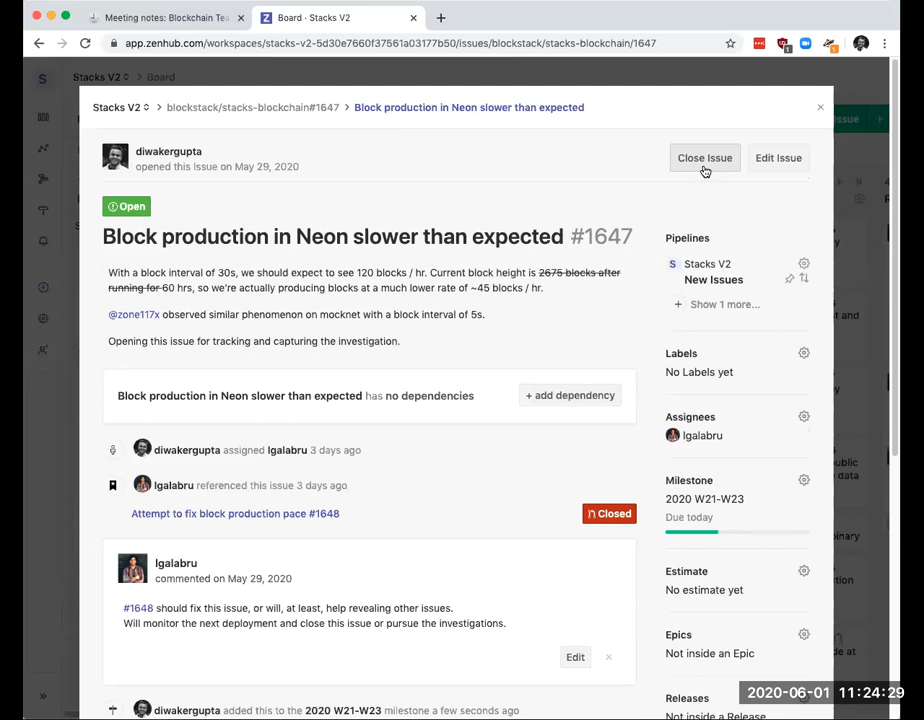 Meeting notes: Blockchain Tea
Board · Stacks V2
app.zenhub.com/workspaces/stacks-v2-5d30e7660f37561a03177b50/issues/blockstack/stacks-blockchain/1647
S
Stacks V2
Board
Stacks V2
blockstack/stacks-blockchain#1647
Block production in Neon slower than expected
Issue
diwakergupta
opened this Issue on May 29, 2020
Close Issue
Edit Issue
Open
Block production in Neon slower than expected #1647
With a block interval of 30s, we should expect to see 120 blocks / hr. Current block height is 2675 blocks after
running for 60 hrs, so we're actually producing blocks at a much lower rate of ~45 blocks / hr.
@zone117x observed similar phenomenon on mocknet with a block interval of 5s.
Opening this issue for tracking and capturing the investigation.
Block production in Neon slower than expected has no dependencies
+ add dependency
diwakergupta assigned lgalabru 3 days ago
lgalabru referenced this issue 3 days ago
Attempt to fix block production pace #1648
Closed
lgalabru
commented on May 29, 2020
#1648 should fix this issue, or will, at least, help revealing other issues.
Will monitor the next deployment and close this issue or pursue the investigations.
Edit
diwakergupta added this to the 2020 W21-W23 milestone a few seconds ago
Pipelines
S Stacks V2
New Issues
+ Show 1 more...
Labels
No Labels yet
Assignees
lgalabru
Milestone
2020 W21-W23
Due today
Estimate
No estimate yet
Epics
Not inside an Epic
Releases
Not inside a Release
2020-06-01 11:24:29